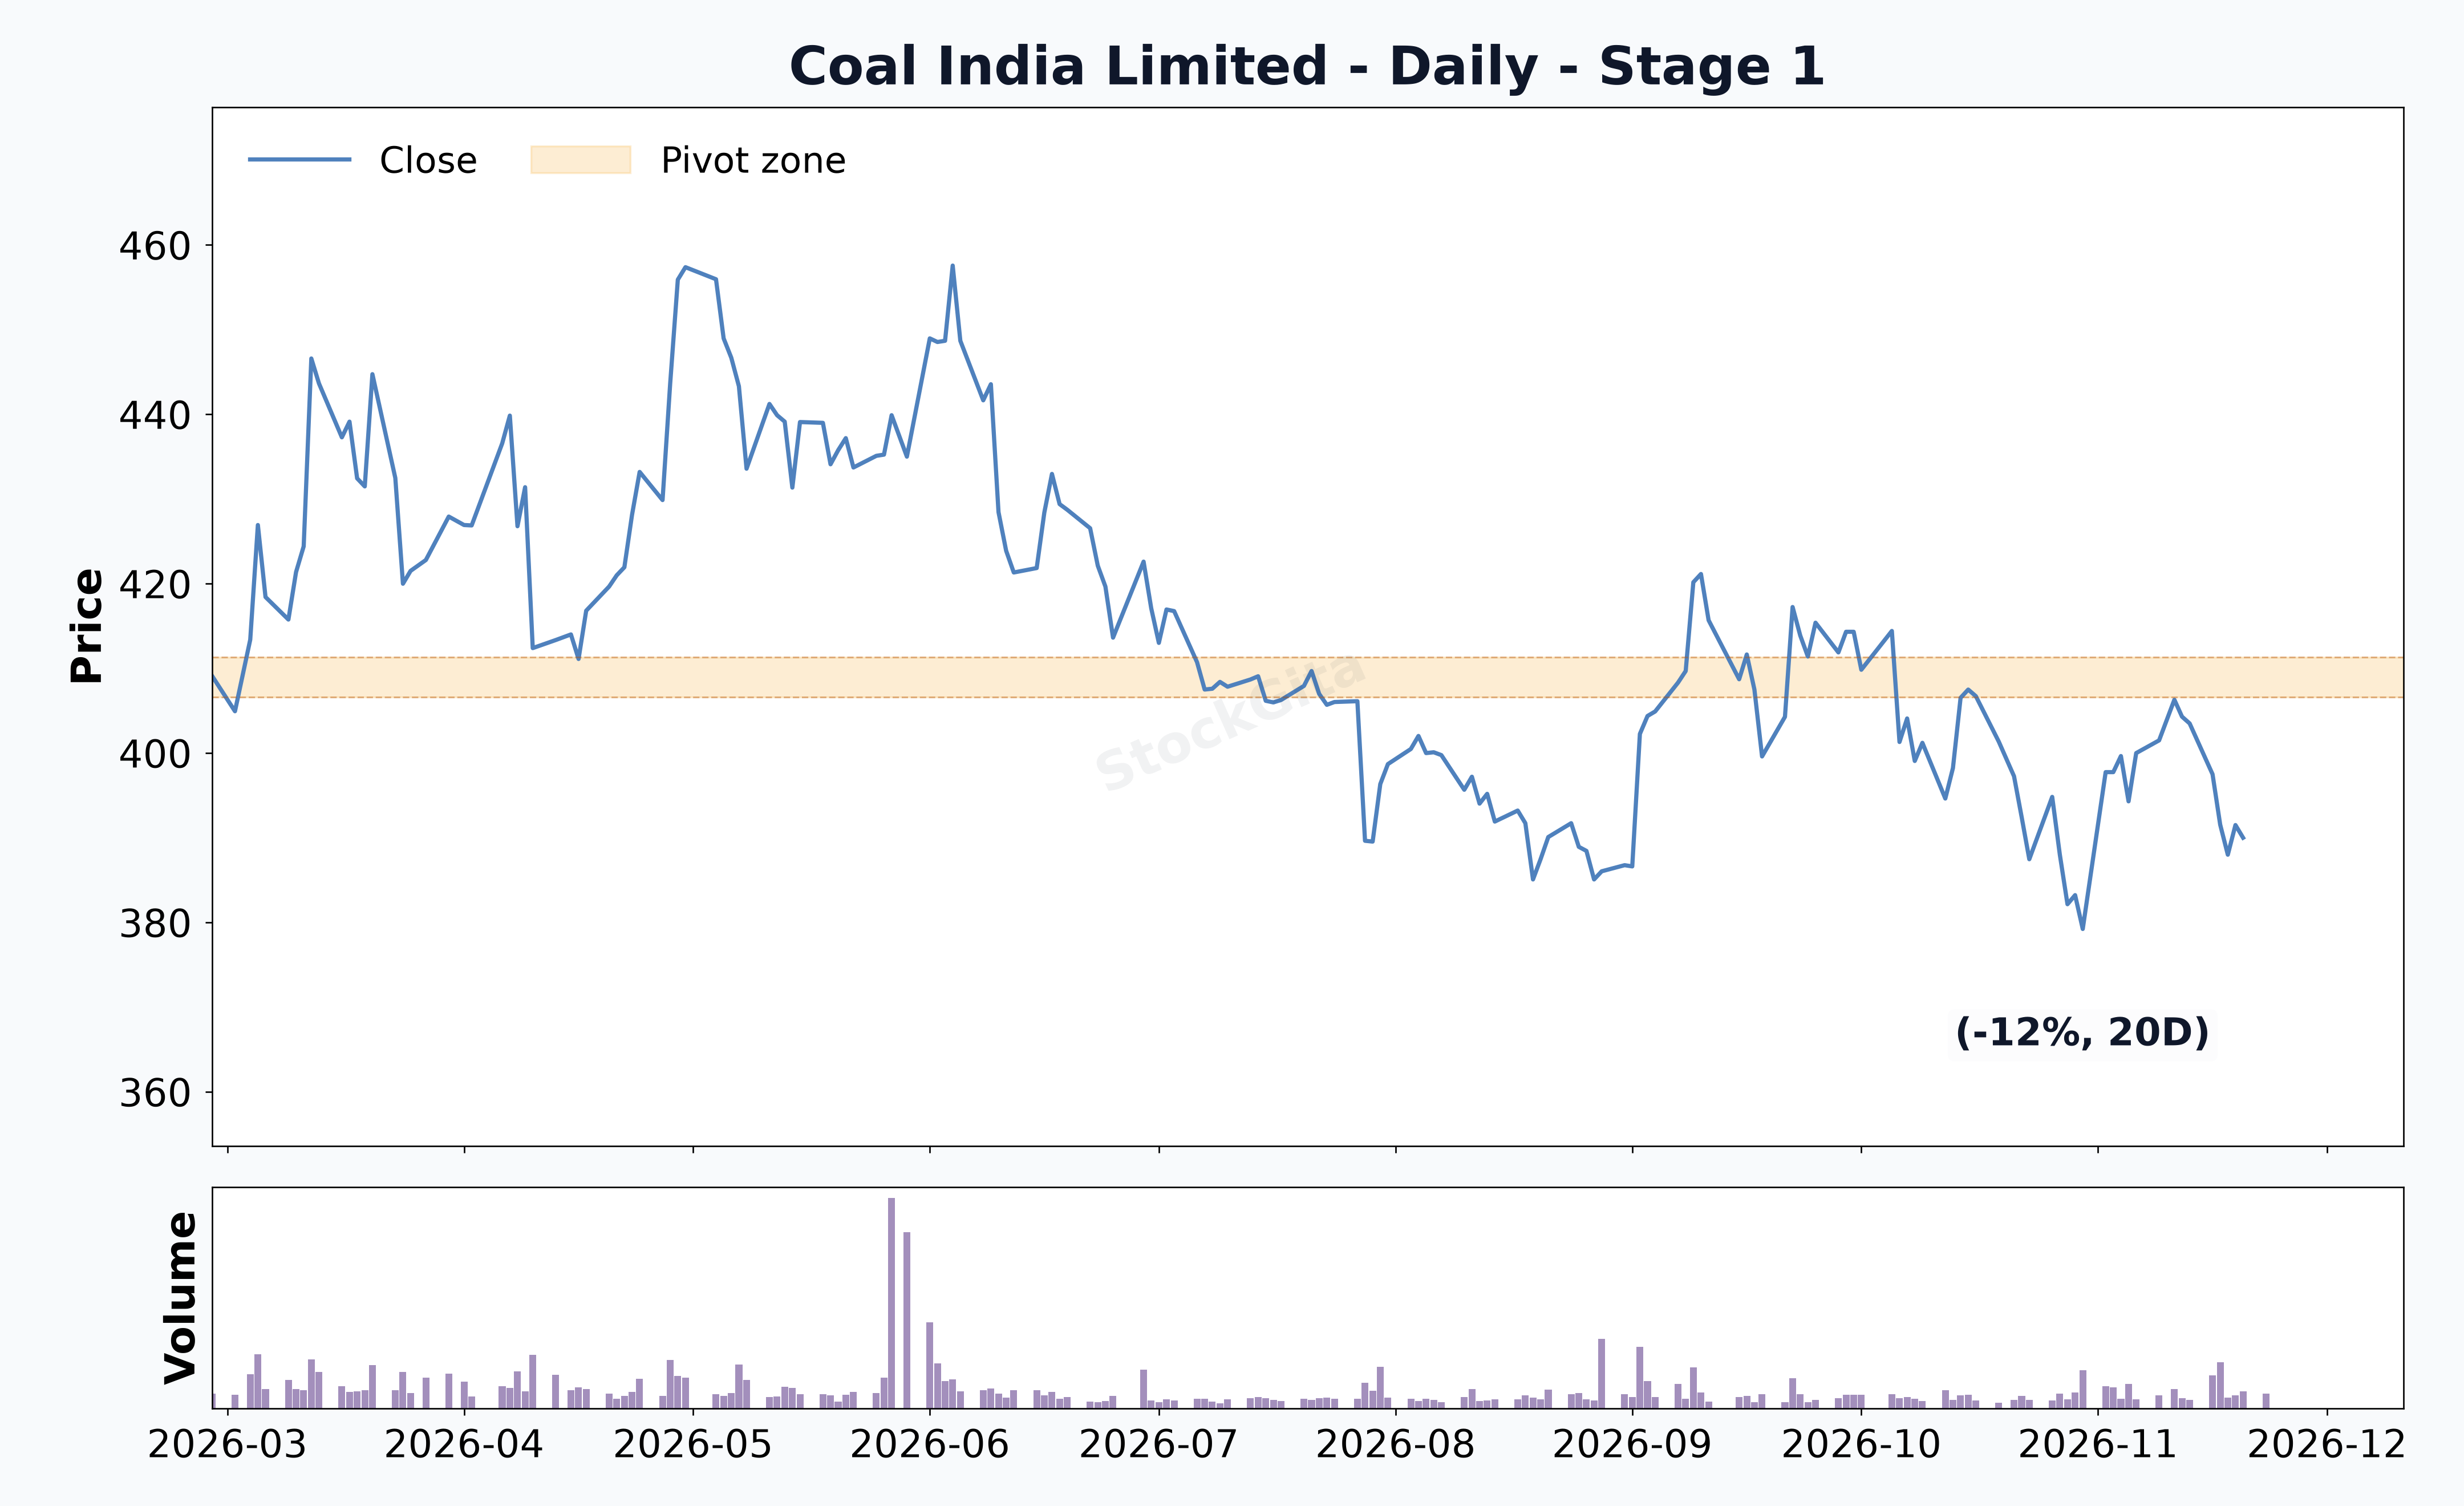 Coal India Limited - Daily - Stage 1
Close
Pivot zone
460
440
420
400
380
360
Price
StockGita
(-12%, 20D)
Volume
2026-03
2026-04
2026-05
2026-06
2026-07
2026-08
2026-09
2026-10
2026-11
2026-12